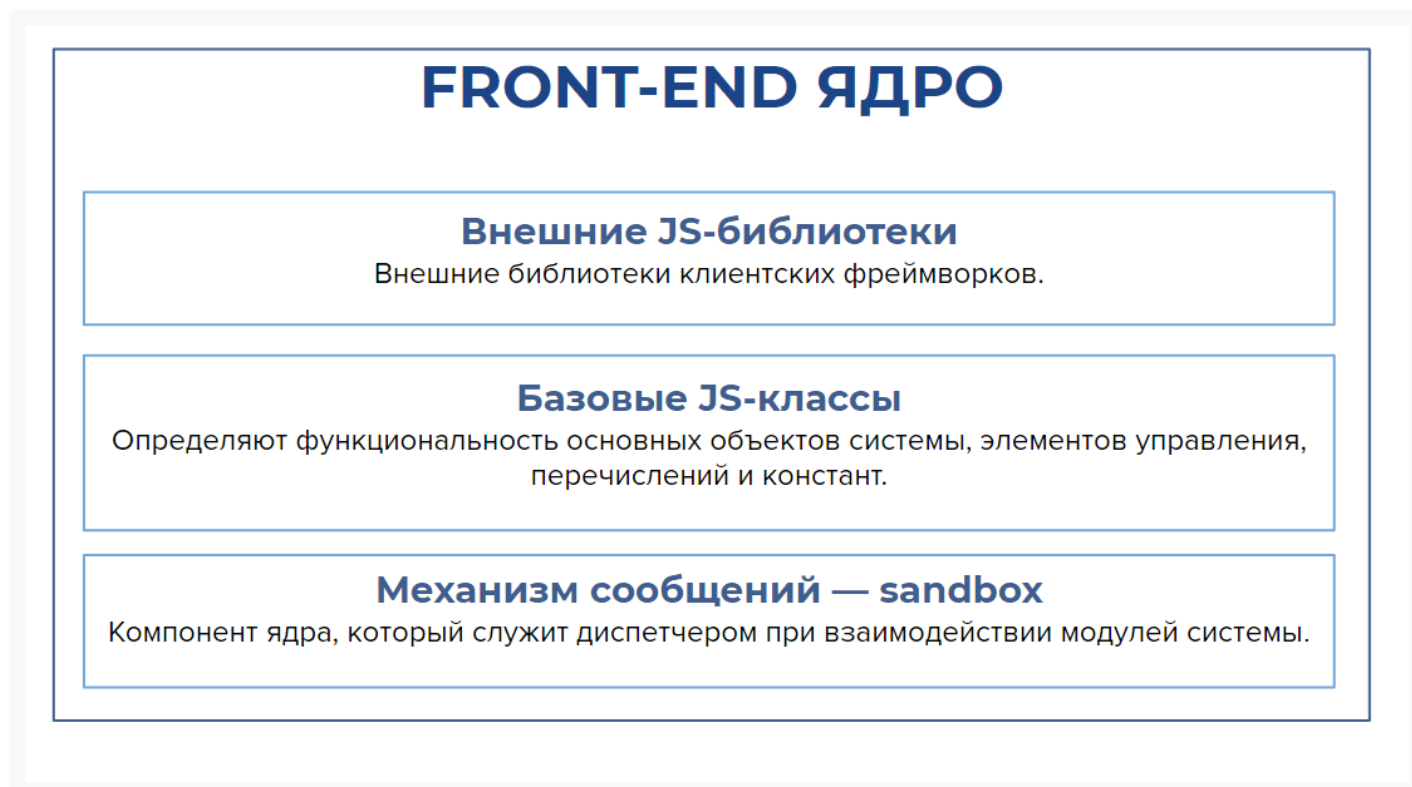 FRONT-END ЯДРО
Внешние JS-библиотеки
Внешние библиотеки клиентских фреймворков.
Базовые JS-классы
Определяют функциональность основных объектов системы, элементов управления,
перечислений и констант.
Механизм сообщений — sandbox
Компонент ядра, который служит диспетчером при взаимодействии модулей системы.